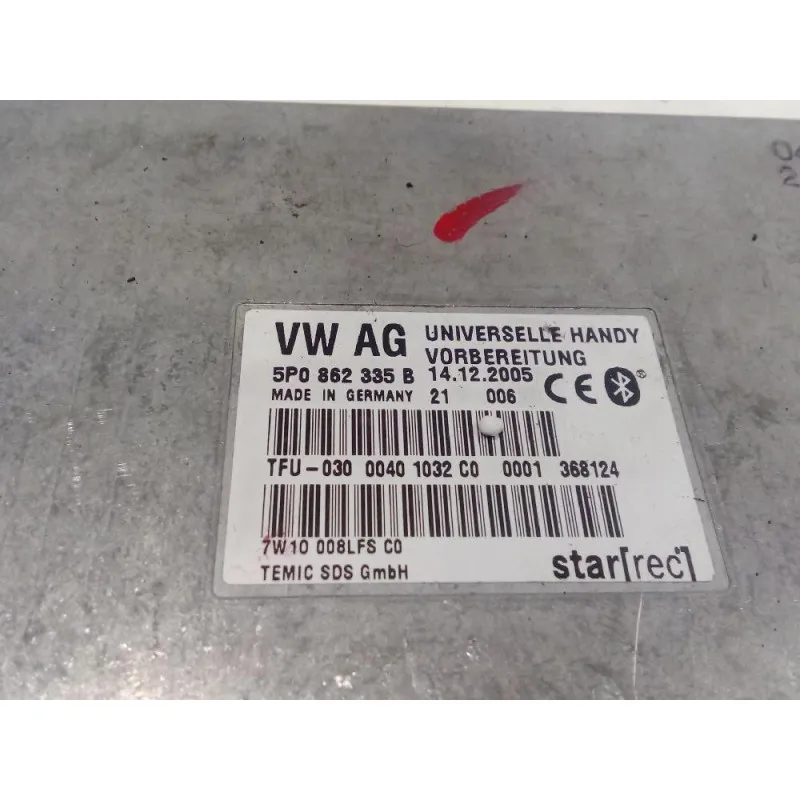 VW AG UNIVERSELLE HANDY
VORBEREITUNG
5P0 862 335 B 14.12.2005
MADE IN GERMANY 21 006 CE ®
TFU-030 0040 1032 C0 0001 368124
7W10 008LFS C0
TEMIC SDS GmbH star[rec]